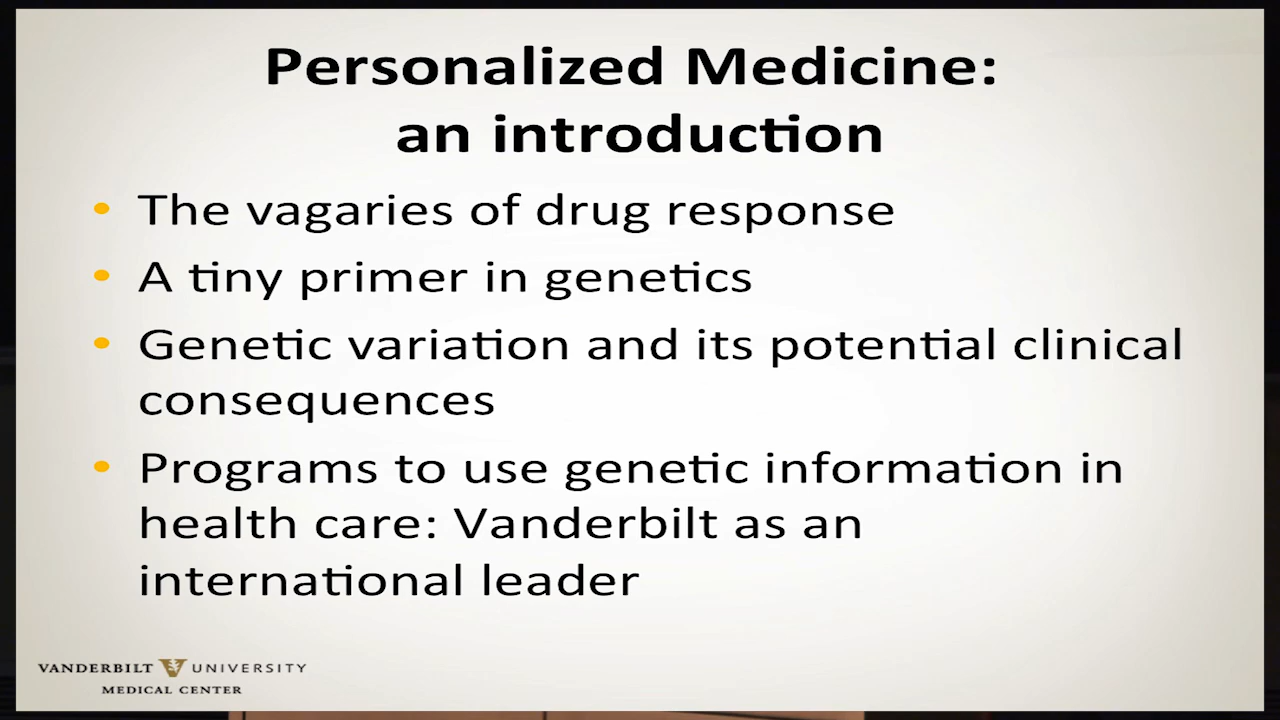 Personalized Medicine:
an introduction
• The vagaries of drug response
• A tiny primer in genetics
• Genetic variation and its potential clinical
consequences
• Programs to use genetic information in
health care: Vanderbilt as an
international leader
VANDERBILT V UNIVERSITY
MEDICAL CENTER